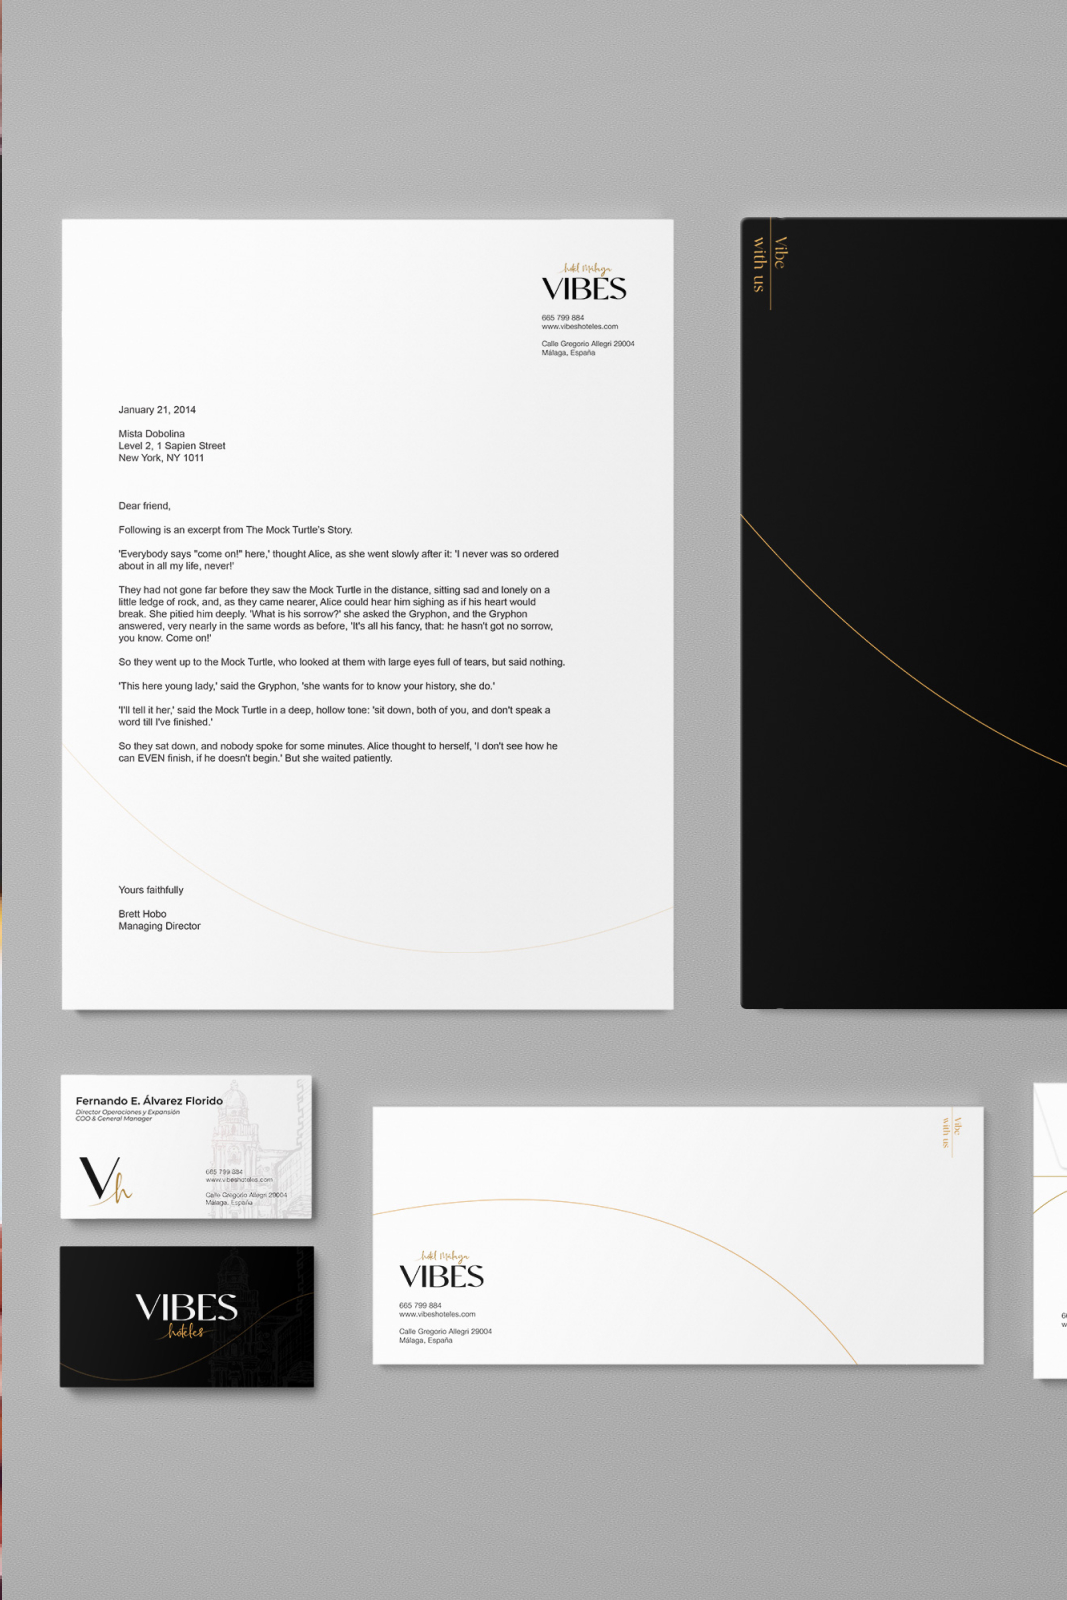 hotel Málaga
VIBES
665 799 884
www.vibeshoteles.com
Calle Gregorio Allegri 29004
Málaga, España
January 21, 2014
Mista Dobolina
Level 2, 1 Sapien Street
New York, NY 1011
Dear friend,
Following is an excerpt from The Mock Turtle's Story.
'Everybody says "come on!" here,' thought Alice, as she went slowly after it: 'I never was so ordered
about in all my life, never!'
They had not gone far before they saw the Mock Turtle in the distance, sitting sad and lonely on a
little ledge of rock, and, as they came nearer, Alice could hear him sighing as if his heart would
break. She pitied him deeply. 'What is his sorrow?' she asked the Gryphon, and the Gryphon
answered, very nearly in the same words as before, 'It's all his fancy, that: he hasn't got no sorrow,
you know. Come on!'
So they went up to the Mock Turtle, who looked at them with large eyes full of tears, but said nothing.
'This here young lady,' said the Gryphon, 'she wants for to know your history, she do.'
'I'll tell it her,' said the Mock Turtle in a deep, hollow tone: 'sit down, both of you, and don't speak a
word till I've finished.'
So they sat down, and nobody spoke for some minutes. Alice thought to herself, 'I don't see how he
can EVEN finish, if he doesn't begin.' But she waited patiently.
Yours faithfully
Brett Hobo
Managing Director
Vibe
with us
Fernando E. Álvarez Florido
Director Operaciones y Expansión
COO & General Manager
Vh
665 799 884
www.vibeshoteles.com
Calle Gregorio Allegri 29004
Málaga, España
VIBES
hoteles
Vibe
with us
hotel Málaga
VIBES
665 799 884
www.vibeshoteles.com
Calle Gregorio Allegri 29004
Málaga, España